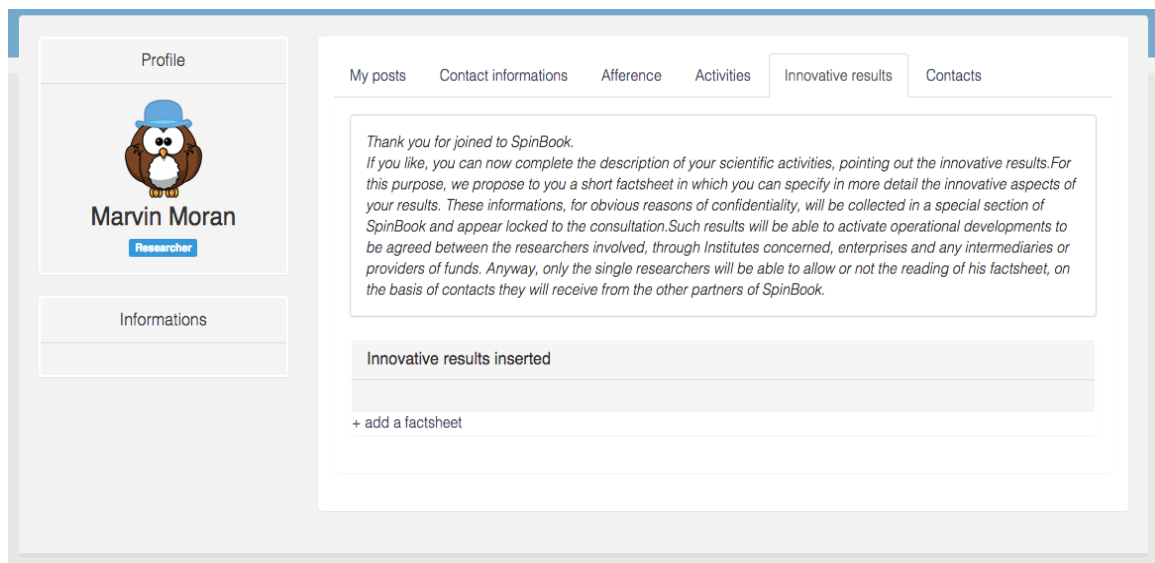 Profile
Marvin Moran
Researcher
Informations
My posts Contact informations Afference Activities Innovative results Contacts
Thank you for joined to SpinBook.
If you like, you can now complete the description of your scientific activities, pointing out the innovative results.For
this purpose, we propose to you a short factsheet in which you can specify in more detail the innovative aspects of
your results. These informations, for obvious reasons of confidentiality, will be collected in a special section of
SpinBook and appear locked to the consultation.Such results will be able to activate operational developments to
be agreed between the researchers involved, through Institutes concerned, enterprises and any intermediaries or
providers of funds. Anyway, only the single researchers will be able to allow or not the reading of his factsheet, on
the basis of contacts they will receive from the other partners of SpinBook.
Innovative results inserted
+ add a factsheet